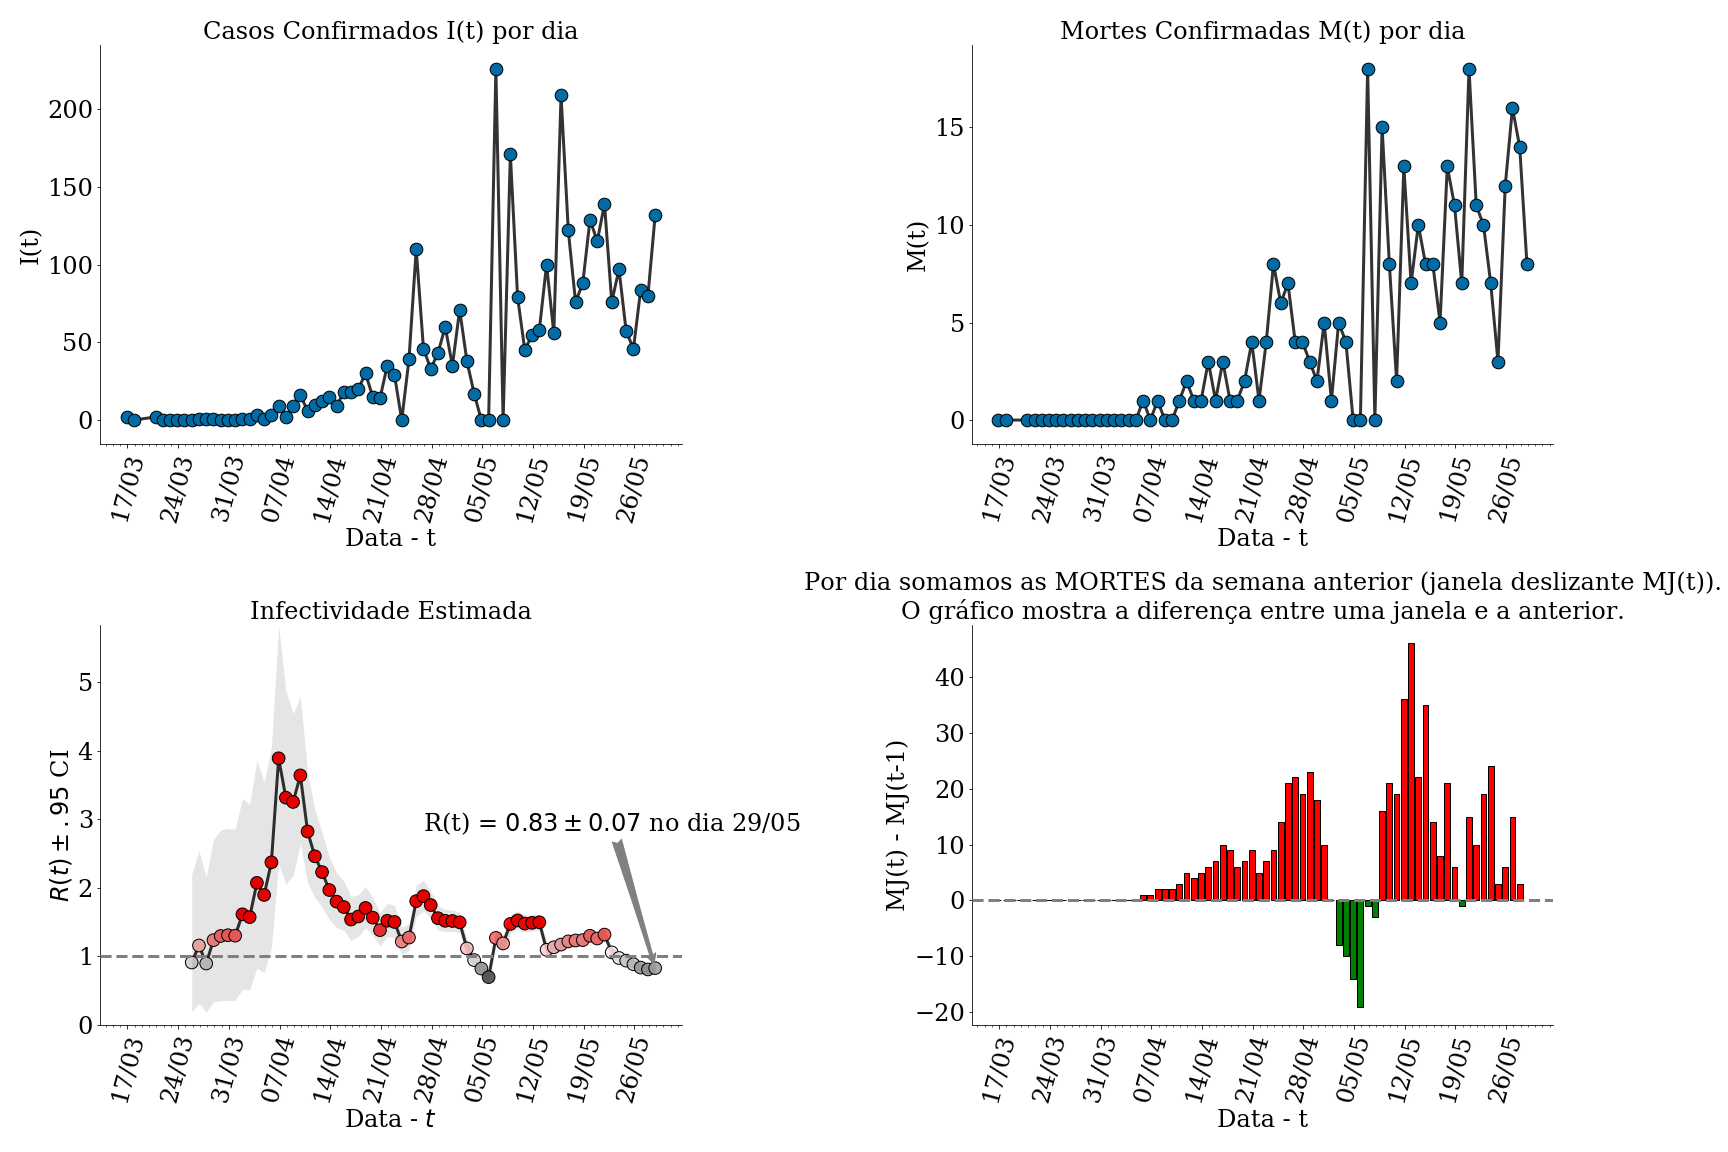 Casos Confirmados I(t) por dia
I(t)
200
150
100
50
0
17/03 24/03 31/03 07/04 14/04 21/04 28/04 05/05 12/05 19/05 26/05
Data - t
Mortes Confirmadas M(t) por dia
M(t)
15
10
5
0
17/03 24/03 31/03 07/04 14/04 21/04 28/04 05/05 12/05 19/05 26/05
Data - t
Infectividade Estimada
R(t) ± .95 CI
5
4
3
2
1
0
R(t) = 0.83 ± 0.07 no dia 29/05
17/03 24/03 31/03 07/04 14/04 21/04 28/04 05/05 12/05 19/05 26/05
Data - t
Por dia somamos as MORTES da semana anterior (janela deslizante MJ(t)).
O gráfico mostra a diferença entre uma janela e a anterior.
MJ(t) - MJ(t-1)
40
30
20
10
0
−10
−20
17/03 24/03 31/03 07/04 14/04 21/04 28/04 05/05 12/05 19/05 26/05
Data - t